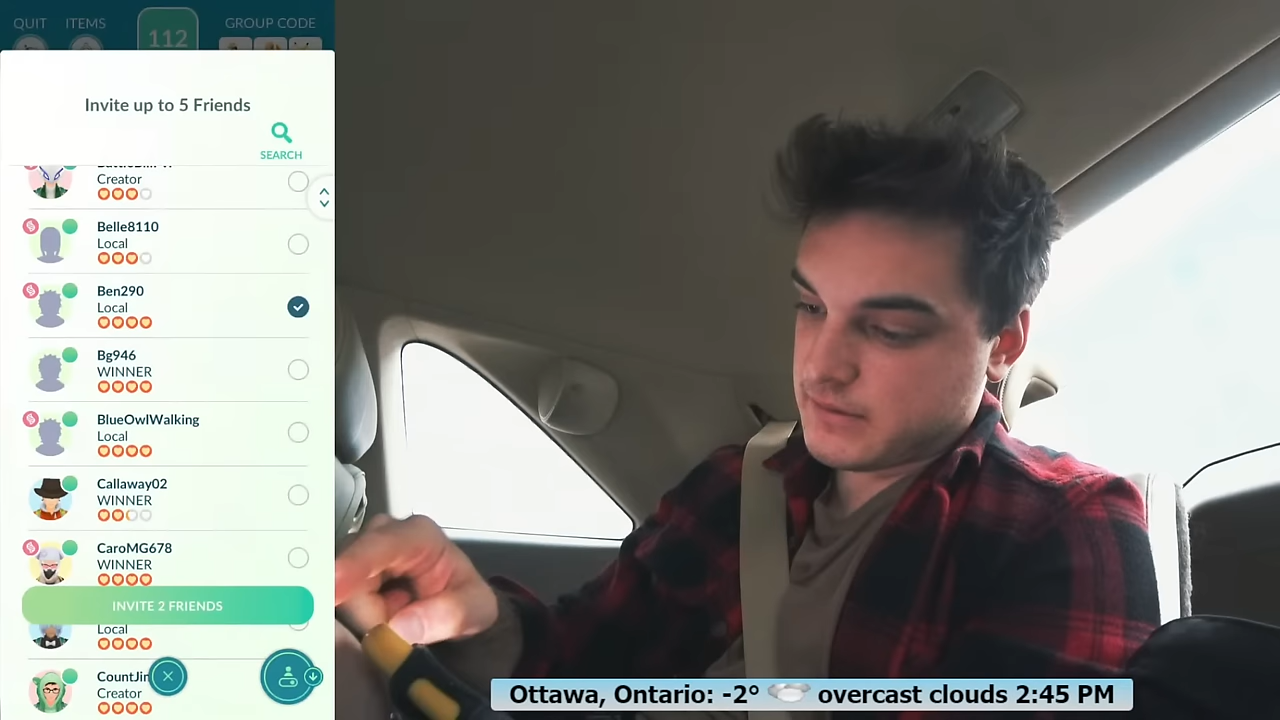 QUIT ITEMS 112 GROUP CODE
Invite up to 5 Friends
SEARCH
Creator
Belle8110
Local
Ben290
Local
Bg946
WINNER
BlueOwlWalking
Local
Callaway02
WINNER
CaroMG678
WINNER
INVITE 2 FRIENDS
Local
CountJin
Creator
Ottawa, Ontario: -2° overcast clouds 2:45 PM